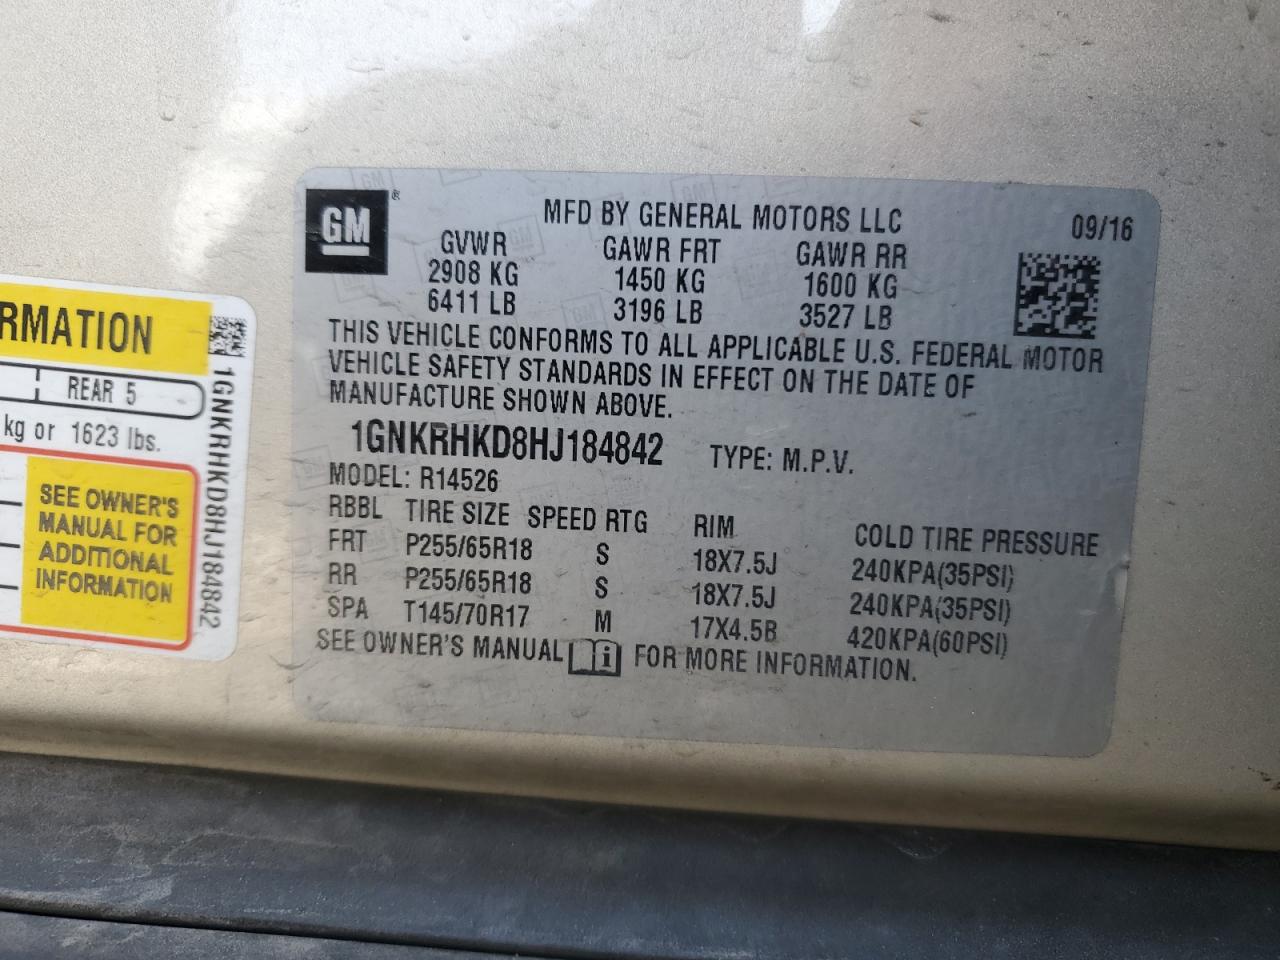 RMATION
REAR 5
kg or 1623 lbs.
SEE OWNER'S
MANUAL FOR
ADDITIONAL
INFORMATION
1GNKRHKD8HJ184842
GM ®
MFD BY GENERAL MOTORS LLC 09/16
GVWR GAWR FRT GAWR RR
2908 KG 1450 KG 1600 KG
6411 LB 3196 LB 3527 LB
THIS VEHICLE CONFORMS TO ALL APPLICABLE U.S. FEDERAL MOTOR
VEHICLE SAFETY STANDARDS IN EFFECT ON THE DATE OF
MANUFACTURE SHOWN ABOVE.
1GNKRHKD8HJ184842 TYPE: M.P.V.
MODEL: R14526
RBBL TIRE SIZE SPEED RTG RIM COLD TIRE PRESSURE
FRT P255/65R18 S 18X7.5J 240KPA(35PSI)
RR P255/65R18 S 18X7.5J 240KPA(35PSI)
SPA T145/70R17 M 17X4.5B 420KPA(60PSI)
SEE OWNER'S MANUAL i FOR MORE INFORMATION.